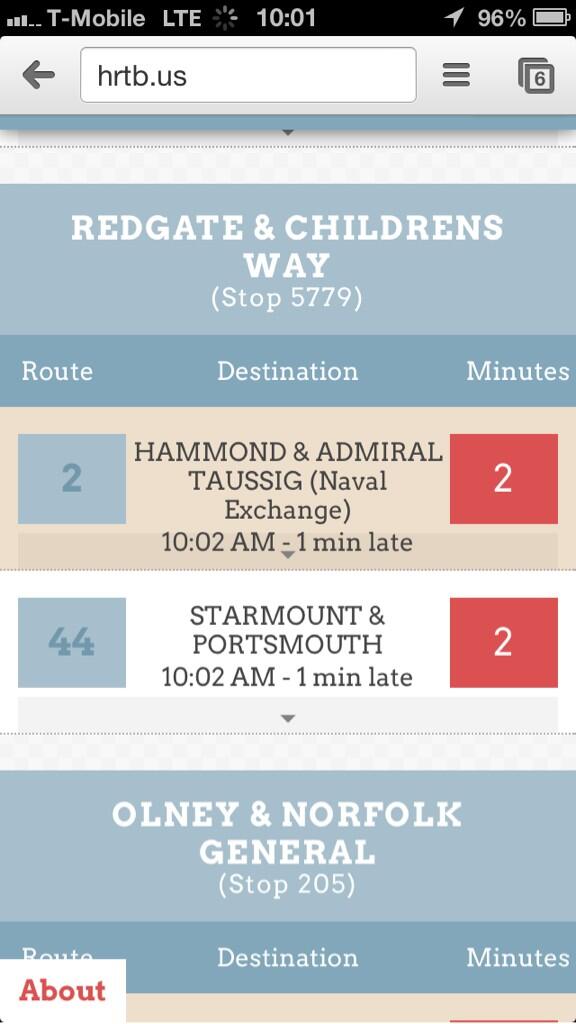 T-Mobile LTE 10:01 96%
hrtb.us 6
REDGATE & CHILDRENS
WAY
(Stop 5779)
Route Destination Minutes
2 HAMMOND & ADMIRAL 2
TAUSSIG (Naval
Exchange)
10:02 AM - 1 min late
44 STARMOUNT & 2
PORTSMOUTH
10:02 AM - 1 min late
OLNEY & NORFOLK
GENERAL
(Stop 205)
Route Destination Minutes
About